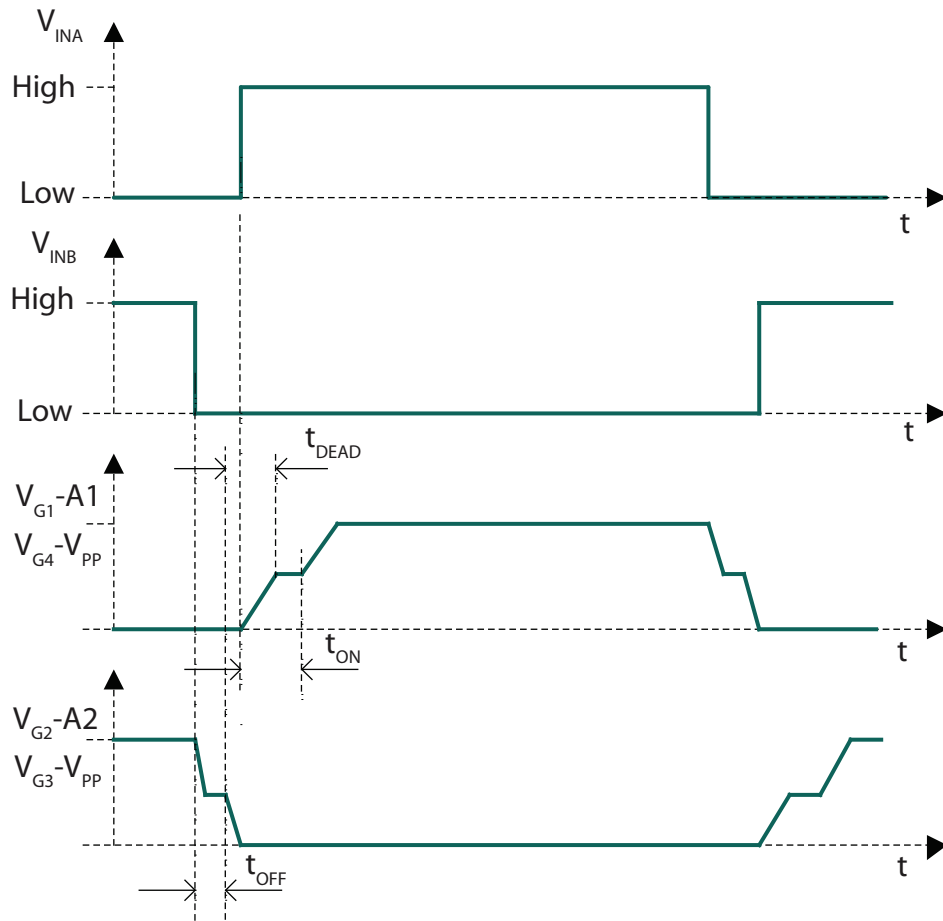 V_INA
High
Low
t
V_INB
High
Low
t
t_DEAD
V_G1-A1
V_G4-V_PP
t_ON
t
V_G2-A2
V_G3-V_PP
t_OFF
t